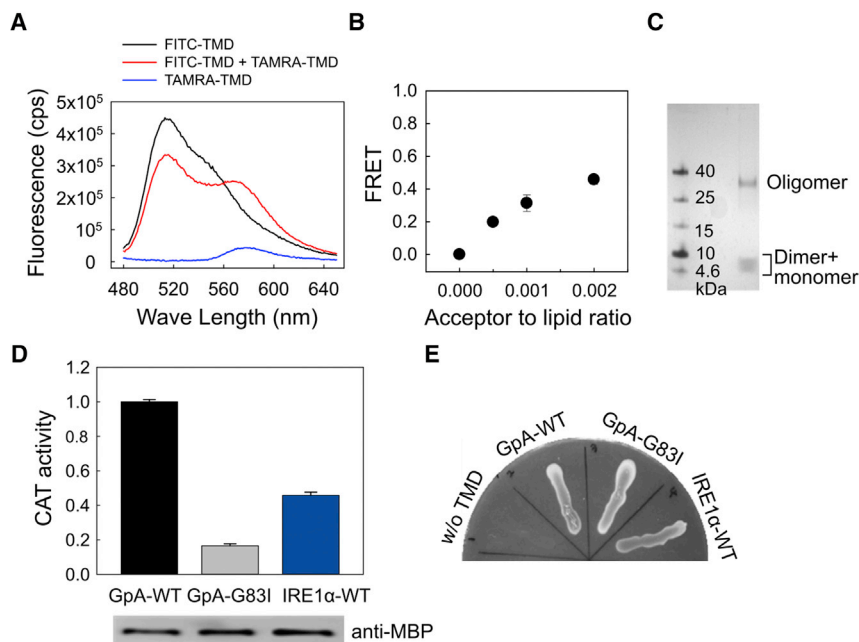 A
FITC-TMD
FITC-TMD + TAMRA-TMD
TAMRA-TMD
Fluorescence (cps)
5x10⁵
4x10⁵
3x10⁵
2x10⁵
10⁵
0
480 520 560 600 640
Wave Length (nm)
B
FRET
1.0
0.8
0.6
0.4
0.2
0.0
0.000 0.001 0.002
Acceptor to lipid ratio
C
40
25
15
10
4.6
kDa
Oligomer
Dimer+
monomer
D
CAT activity
1.2
1.0
0.8
0.6
0.4
0.2
0.0
GpA-WT GpA-G83I IRE1α-WT
anti-MBP
E
w/o TMD
GpA-WT
GpA-G83I
IRE1α-WT